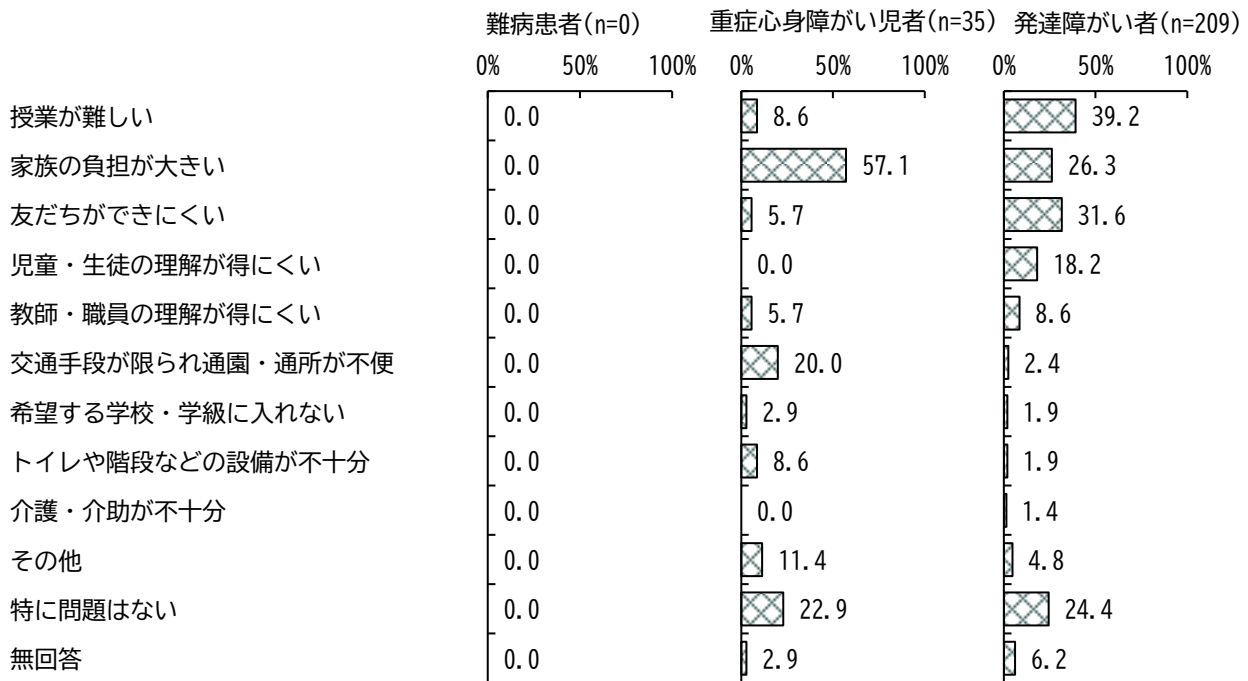 難病患者(n=0) 重症心身障がい児者(n=35) 発達障がい者(n=209)
0% 50% 100% 0% 50% 100% 0% 50% 100%
授業が難しい 0.0 8.6 39.2
家族の負担が大きい 0.0 57.1 26.3
友だちができにくい 0.0 5.7 31.6
児童・生徒の理解が得にくい 0.0 0.0 18.2
教師・職員の理解が得にくい 0.0 5.7 8.6
交通手段が限られ通園・通所が不便 0.0 20.0 2.4
希望する学校・学級に入れない 0.0 2.9 1.9
トイレや階段などの設備が不十分 0.0 8.6 1.9
介護・介助が不十分 0.0 0.0 1.4
その他 0.0 11.4 4.8
特に問題はない 0.0 22.9 24.4
無回答 0.0 2.9 6.2